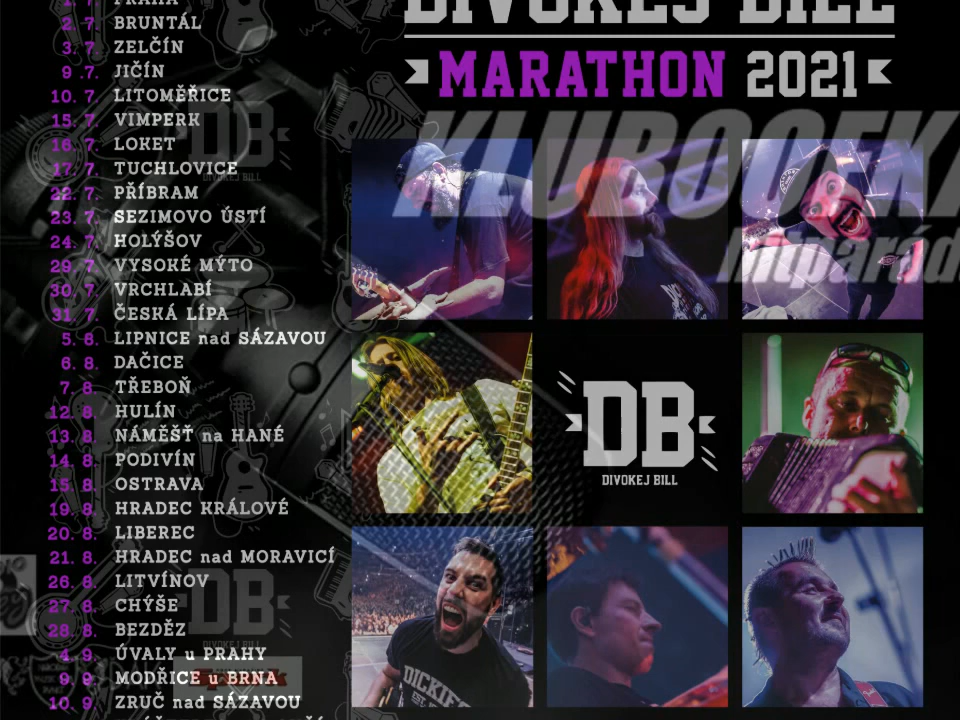 1. 7. PRAHA
2. 7. BRUNTÁL
3. 7. ZELČÍN
9 .7. JIČÍN
10. 7. LITOMĚŘICE
15. 7. VIMPERK
16. 7. LOKET
17. 7. TUCHLOVICE
22. 7. PŘÍBRAM
23. 7. SEZIMOVO ÚSTÍ
24. 7. HOLÝŠOV
29. 7. VYSOKÉ MÝTO
30. 7. VRCHLABÍ
31. 7. ČESKÁ LÍPA
5. 8. LIPNICE nad SÁZAVOU
6. 8. DAČICE
7. 8. TŘEBOŇ
12. 8. HULÍN
13. 8. NÁMĚŠŤ na HANÉ
14. 8. PODIVÍN
15. 8. OSTRAVA
19. 8. HRADEC KRÁLOVÉ
20. 8. LIBEREC
21. 8. HRADEC nad MORAVICÍ
26. 8. LITVÍNOV
27. 8. CHÝŠE
28. 8. BEZDĚZ
4. 9. ÚVALY u PRAHY
9. 9. MODŘICE u BRNA
10. 9. ZRUČ nad SÁZAVOU
DIVOKEJ BILL
MARATHON 2021
KLUBOOFKA
hitparád
DB
DIVOKEJ BILL
DB
DIVOKEJ BILL
DB
DIVOKEJ BILL
DICKIES